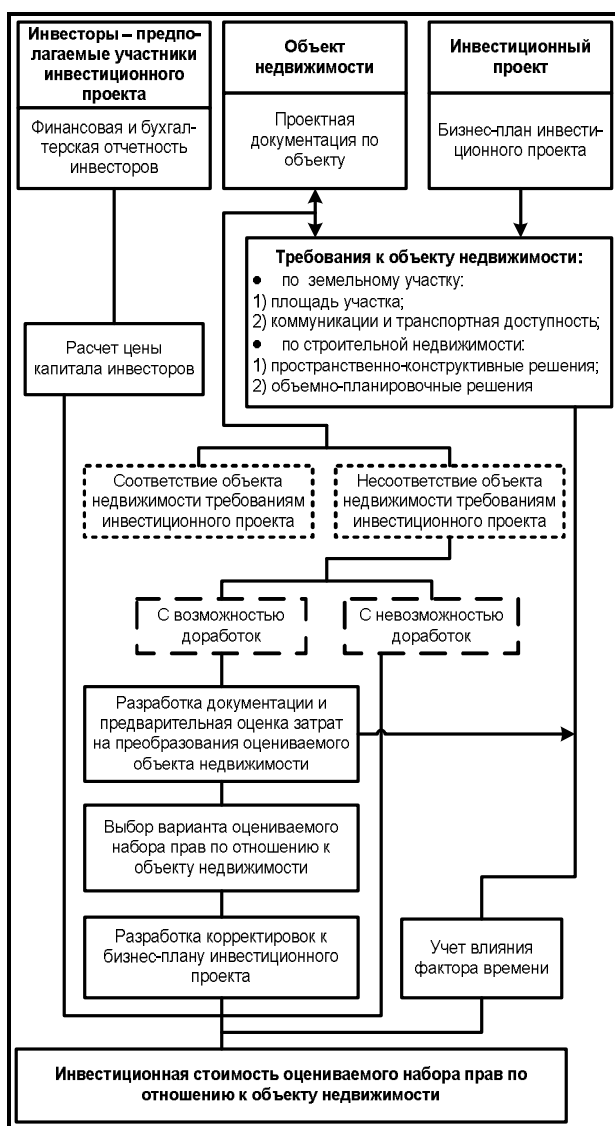 Инвесторы – предпо-
лагаемые участники
инвестиционного
проекта
Финансовая и бухгал-
терская отчетность
инвесторов
Объект
недвижимости
Проектная
документация по
объекту
Инвестиционный
проект
Бизнес-план инвести-
ционного проекта
Требования к объекту недвижимости:
● по земельному участку:
1) площадь участка;
2) коммуникации и транспортная доступность;
● по строительной недвижимости:
1) пространственно-конструктивные решения;
2) объемно-планировочные решения
Расчет цены
капитала инвесторов
Соответствие объекта
недвижимости требованиям
инвестиционного проекта
Несоответствие объекта
недвижимости требованиям
инвестиционного проекта
С возможностью
доработок
С невозможностью
доработок
Разработка документации и
предварительная оценка затрат
на преобразования оцениваемого
объекта недвижимости
Выбор варианта оцениваемого
набора прав по отношению к
объекту недвижимости
Разработка корректировок к
бизнес-плану инвестиционного
проекта
Учет влияния
фактора времени
Инвестиционная стоимость оцениваемого набора прав по
отношению к объекту недвижимости